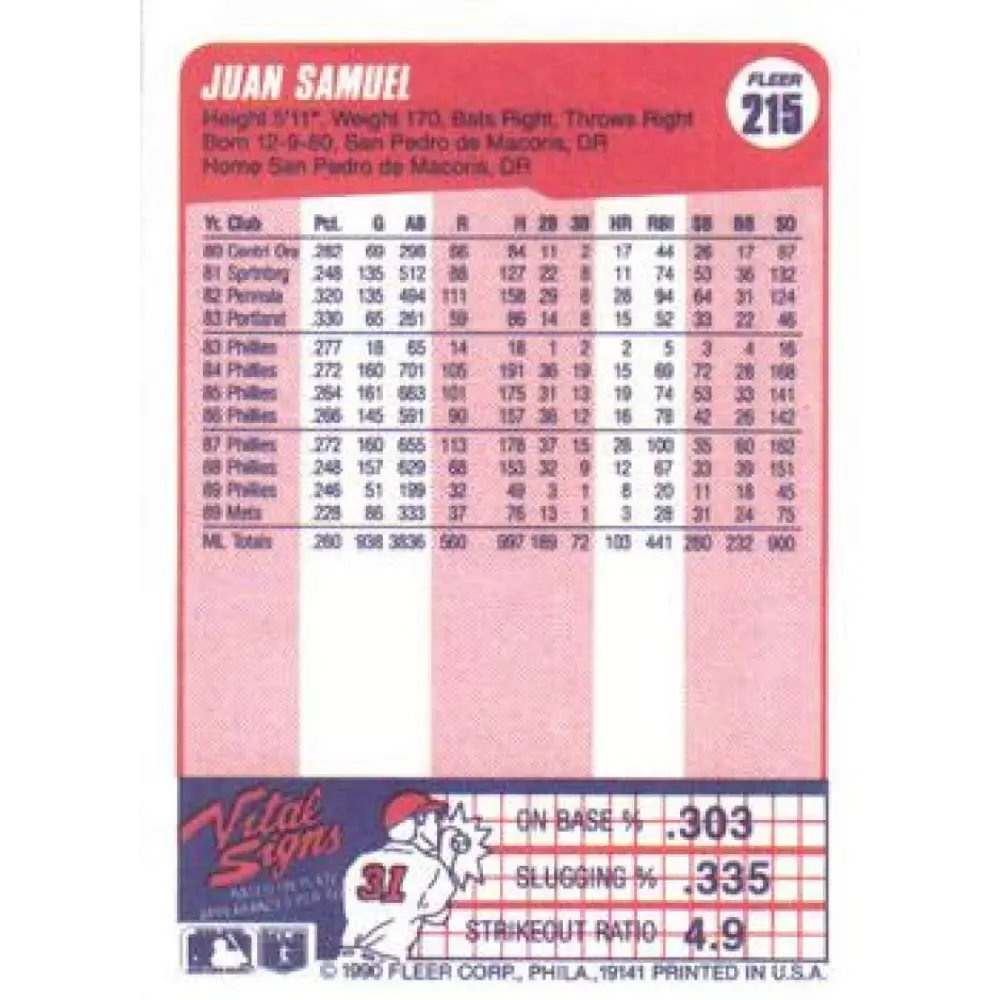 JUAN SAMUEL
FLEER
215
Height 5'11", Weight 170, Bats Right, Throws Right
Born 12-9-60, San Pedro de Macoris, DR
Home San Pedro de Macoris, DR
Yr. Club Pct. G AB R H 2B 3B HR RBI SB BB SO
80 Centrl Ore .282 69 298 66 84 11 2 17 44 26 17 87
81 Sprtnbrg .248 135 512 88 127 22 8 11 74 53 36 132
82 Pennsla .320 135 494 111 158 29 8 28 94 64 31 124
83 Portland .330 65 261 59 86 14 8 15 52 33 22 46
83 Phillies .277 18 65 14 18 1 2 2 5 3 4 16
84 Phillies .272 160 701 105 191 36 19 15 69 72 28 168
85 Phillies .264 161 663 101 175 31 13 19 74 53 33 141
86 Phillies .266 145 591 90 157 36 12 16 78 42 26 142
87 Phillies .272 160 655 113 178 37 15 28 100 35 60 162
88 Phillies .248 157 629 68 153 32 9 12 67 33 39 151
89 Phillies .246 51 199 32 49 3 1 8 20 11 18 45
89 Mets .228 86 333 37 76 13 1 3 28 31 24 75
ML Totals .260 938 3836 560 997 189 72 103 441 280 232 900
Vital
Signs
31
ON BASE % .303
SLUGGING % .335
STRIKEOUT RATIO 4.9
© 1990 FLEER CORP., PHILA., 19141 PRINTED IN U.S.A.